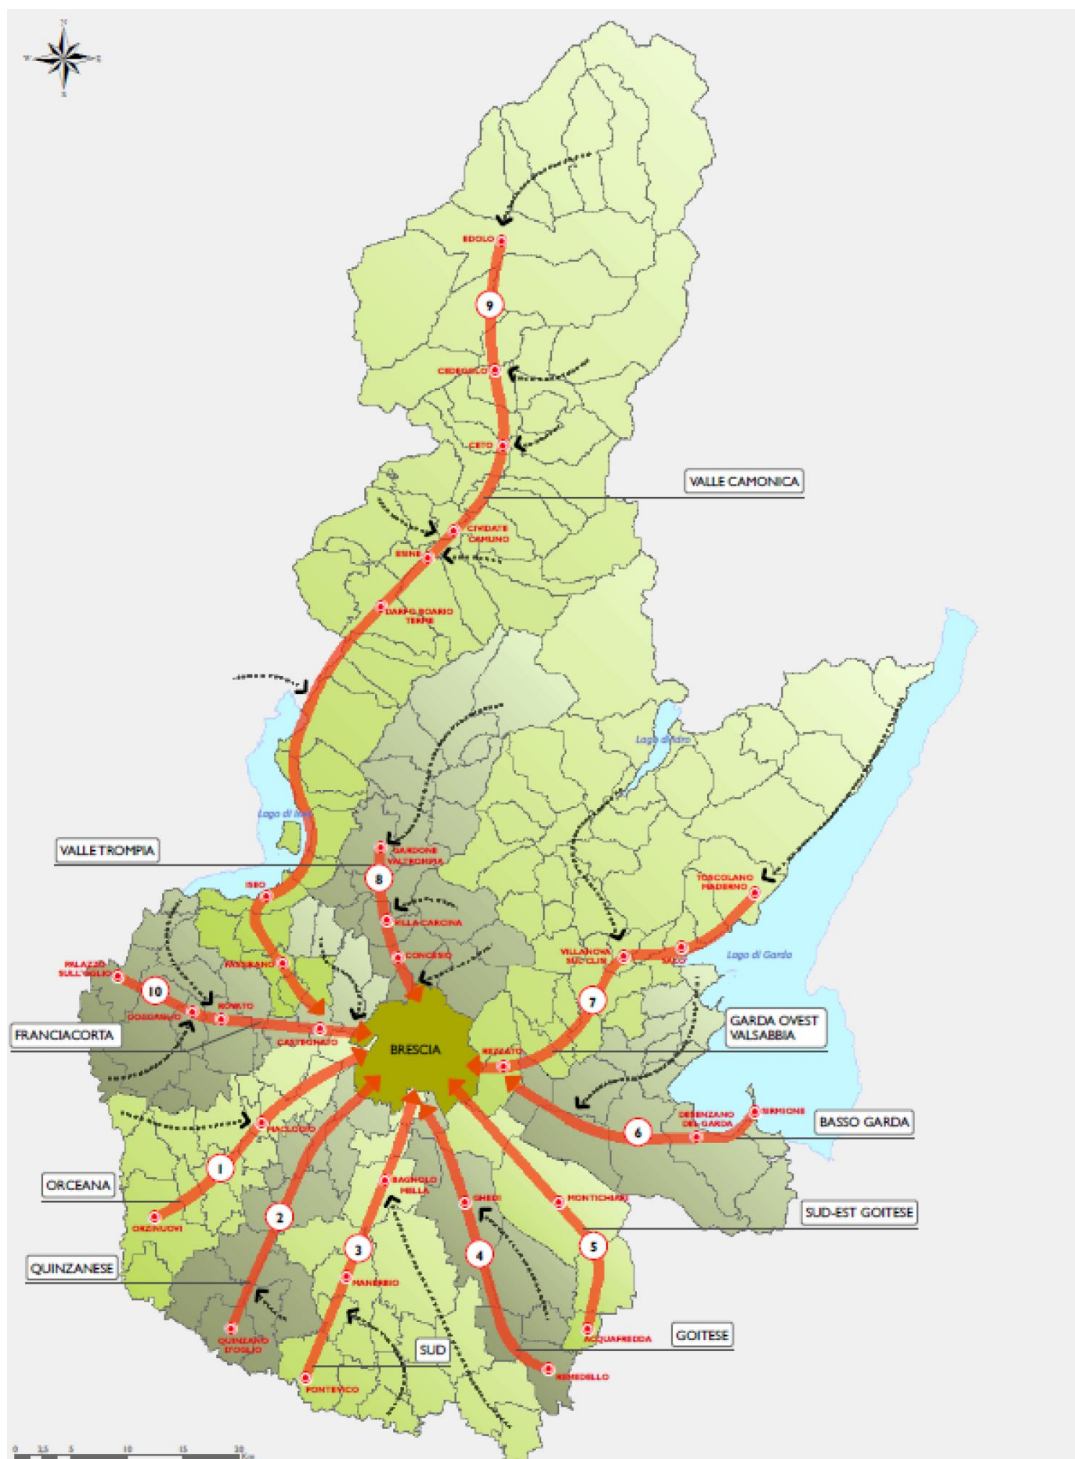 N
W
E
S
EDOLO
9
CEDEGOLO
CETO
VALLE CAMONICA
CIVIDATE
CAMUNO
ESINE
DARFO BOARIO
TERME
Lago di Idro
Lago di Iseo
VALLE TROMPIA
GARDONE
VALTROMPIA
8
TOSCOLANO
MADERNO
ISEO
VILLA CARCINA
CONCESIO
VILLANOVA
SUL CLISI
SALO'
Lago di Garda
PALAZZO
SULL'OGLIO
PASSIRANO
10
ROVATO
COCCAGLIO
7
FRANCIACORTA
CASTEGNATO
BRESCIA
REZZATO
GARDA OVEST
VALSABBIA
DESENZANO
DEL GARDA
SIRMIONE
BASSO GARDA
MACLODIO
6
1
ORCEANA
BAGNOLO
MELLA
GHEDI
MONTICHIARI
SUD-EST GOITESE
ORZINUOVI
2
3
4
5
QUINZANESE
MANERBIO
QUINZANO
D'OGLIO
SUD
GOITESE
ACQUAFREDDA
PONTEVICO
REMEDELLO
0 2,5 5 10 15 20
Km